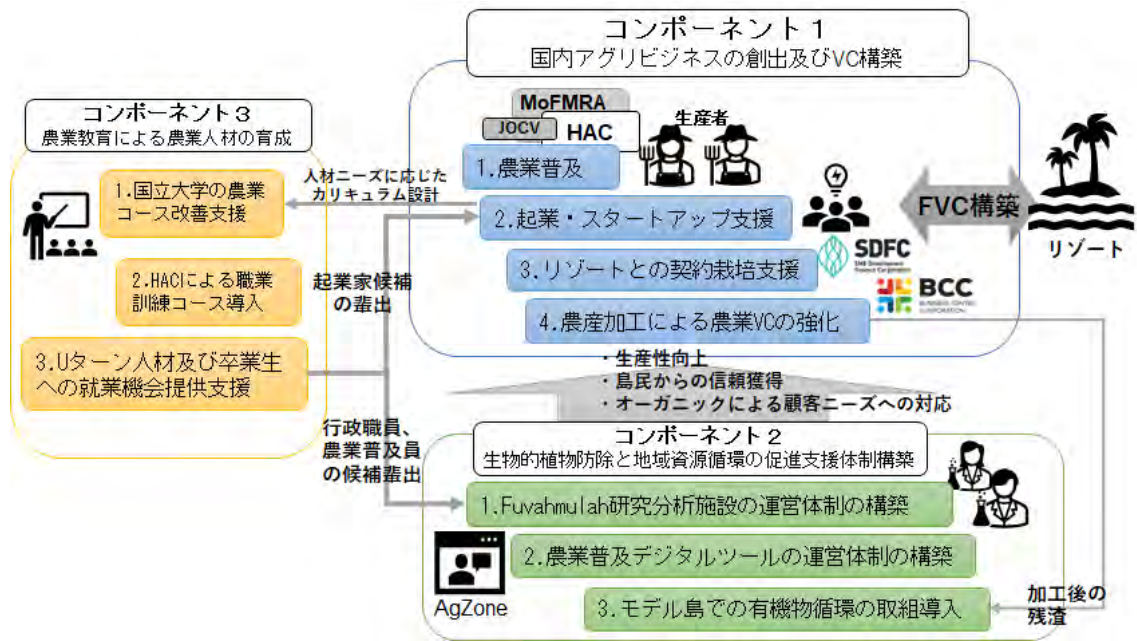 コンポーネント１
国内アグリビジネスの創出及びVC構築
MoFMRA
JOCV
HAC
生産者
1.農業普及
2.起業・スタートアップ支援
3.リゾートとの契約栽培支援
4.農産加工による農業VCの強化
SDFC
SME Development
Finance Corporation
BCC
BUSINESS CENTER
CORPORATION
FVC構築
リゾート
コンポーネント３
農業教育による農業人材の育成
1.国立大学の農業
コース改善支援
2.HACによる職業
訓練コース導入
3.Uターン人材及び卒業生
への就業機会提供支援
人材ニーズに応じた
カリキュラム設計
起業家候補
の輩出
行政職員、
農業普及員
の候補輩出
・生産性向上
・島民からの信頼獲得
・オーガニックによる顧客ニーズへの対応
コンポーネント２
生物的植物防除と地域資源循環の促進支援体制構築
1.Fuvahmulah研究分析施設の運営体制の構築
2.農業普及デジタルツールの運営体制の構築
3.モデル島での有機物循環の取組導入
AgZone
加工後の
残渣